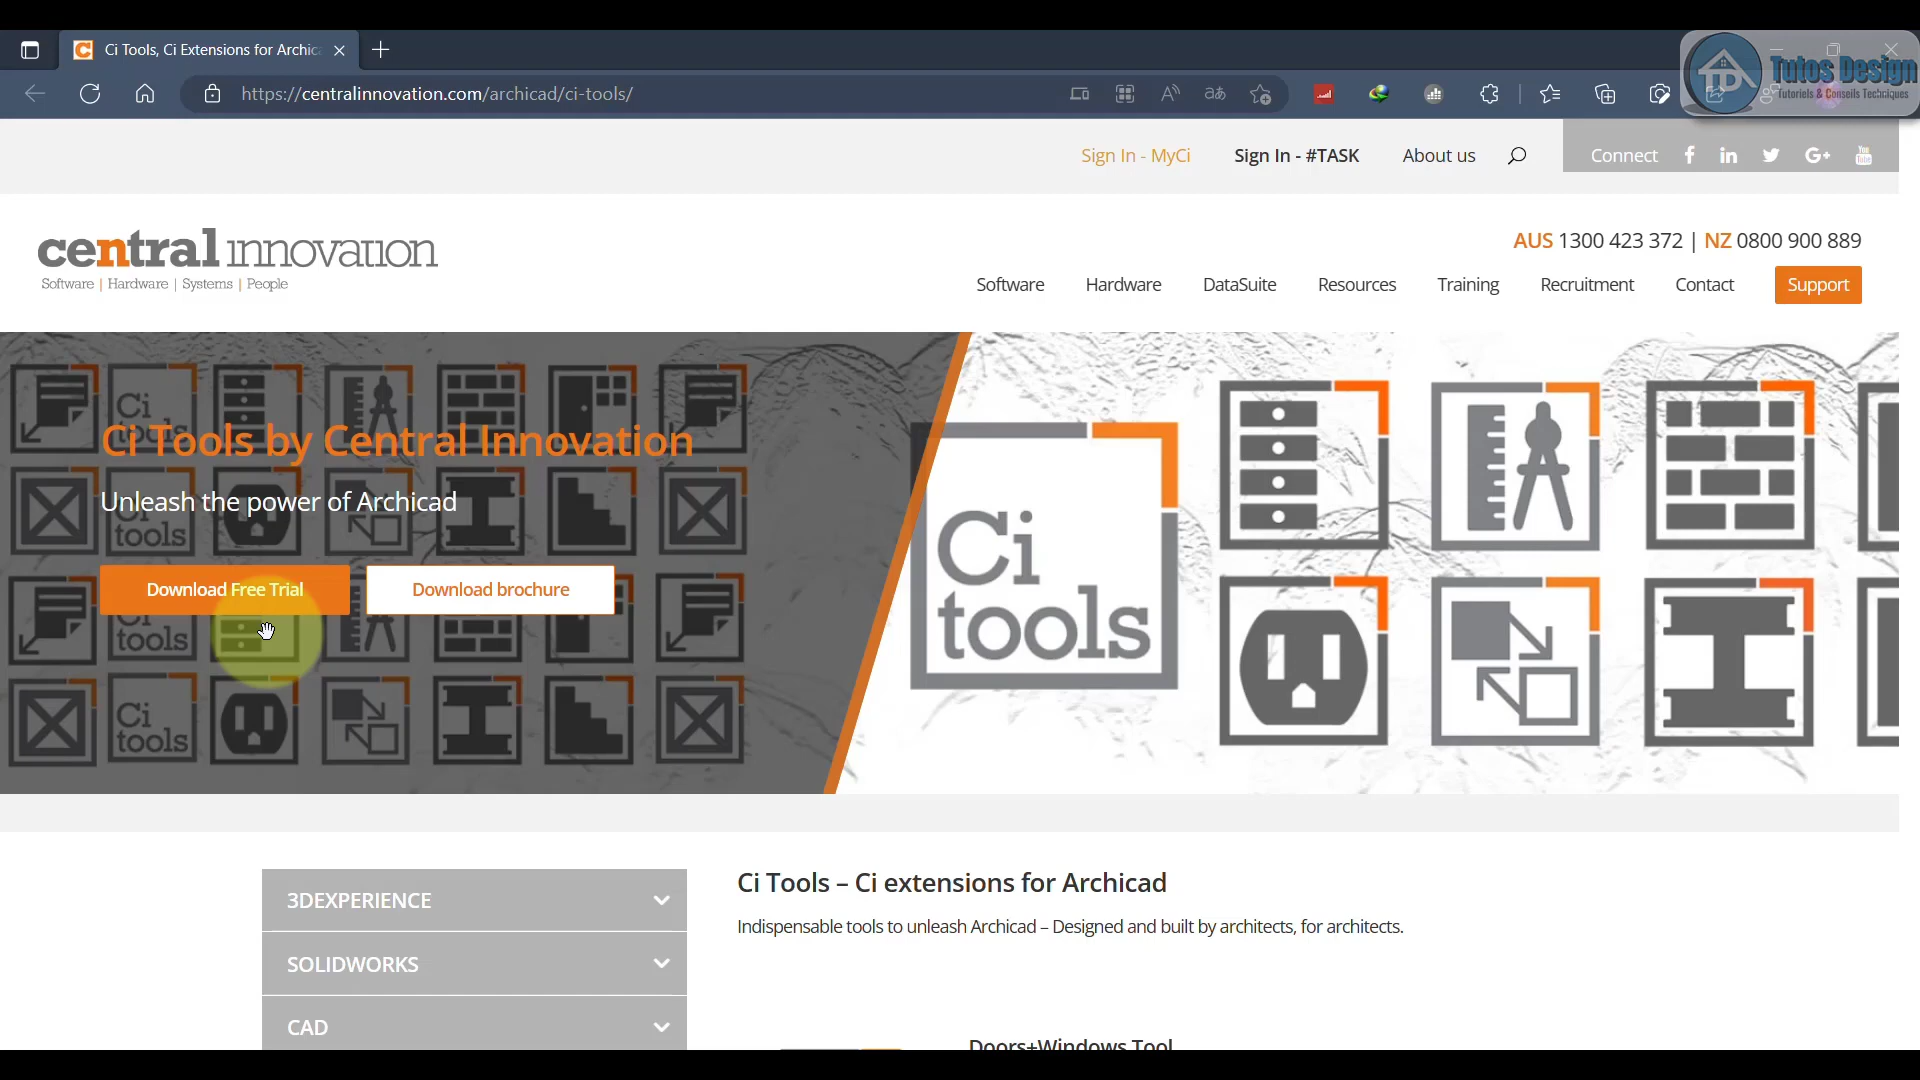 Ci Tools, Ci Extensions for Archic
Tutos Design
Tutoriels & Conseils Techniques
https://centralinnovation.com/archicad/ci-tools/
Sign In - MyCi
Sign In - #TASK
About us
Connect
central innovation
Software | Hardware | Systems | People
AUS 1300 423 372 | NZ 0800 900 889
Software Hardware DataSuite Resources Training Recruitment Contact Support
Ci Tools by Central Innovation
Unleash the power of Archicad
Download Free Trial
Download brochure
Ci
tools
3DEXPERIENCE
SOLIDWORKS
CAD
Ci Tools – Ci extensions for Archicad
Indispensable tools to unleash Archicad – Designed and built by architects, for architects.
Doors+Windows Tool